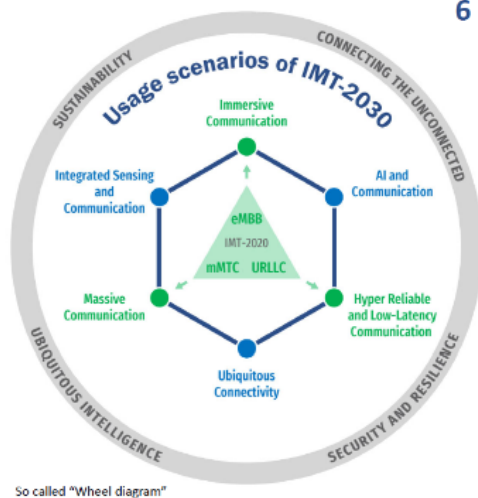 6
SUSTAINABILITY
CONNECTING THE UNCONNECTED
Usage scenarios of IMT-2030
Immersive
Communication
Integrated Sensing
and
Communication
AI and
Communication
eMBB
IMT-2020
mMTC URLLC
Massive
Communication
Hyper Reliable
and Low-Latency
Communication
Ubiquitous
Connectivity
UBIQUITOUS INTELLIGENCE
SECURITY AND RESILIENCE
So called "Wheel diagram"